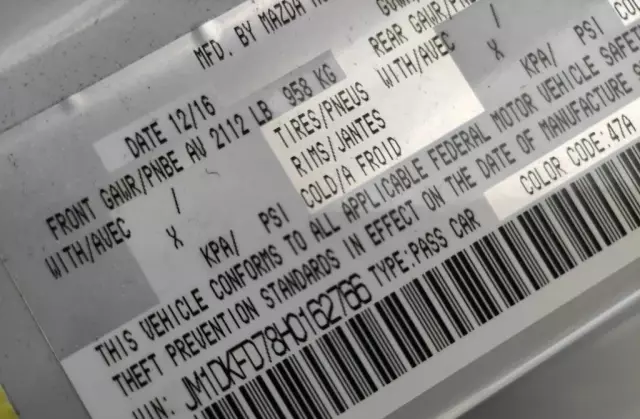 MFD. BY MAZDA
DATE 12/16
FRONT GAWR/PNBE AV 2112 LB 958 KG
REAR GAWR/
WITH/AVEC / X
TIRES/PNEUS
WITH/AVEC / X
RIMS/JANTES
KPA/ PSI
COLD/A FROID
KPA/ PSI
THIS VEHICLE CONFORMS TO ALL APPLICABLE FEDERAL MOTOR VEHICLE
THEFT PREVENTION STANDARDS IN EFFECT ON THE DATE OF MANUFACTURE
VIN: JM1DKFD78H0162766 TYPE:PASS CAR
COLOR CODE:47A